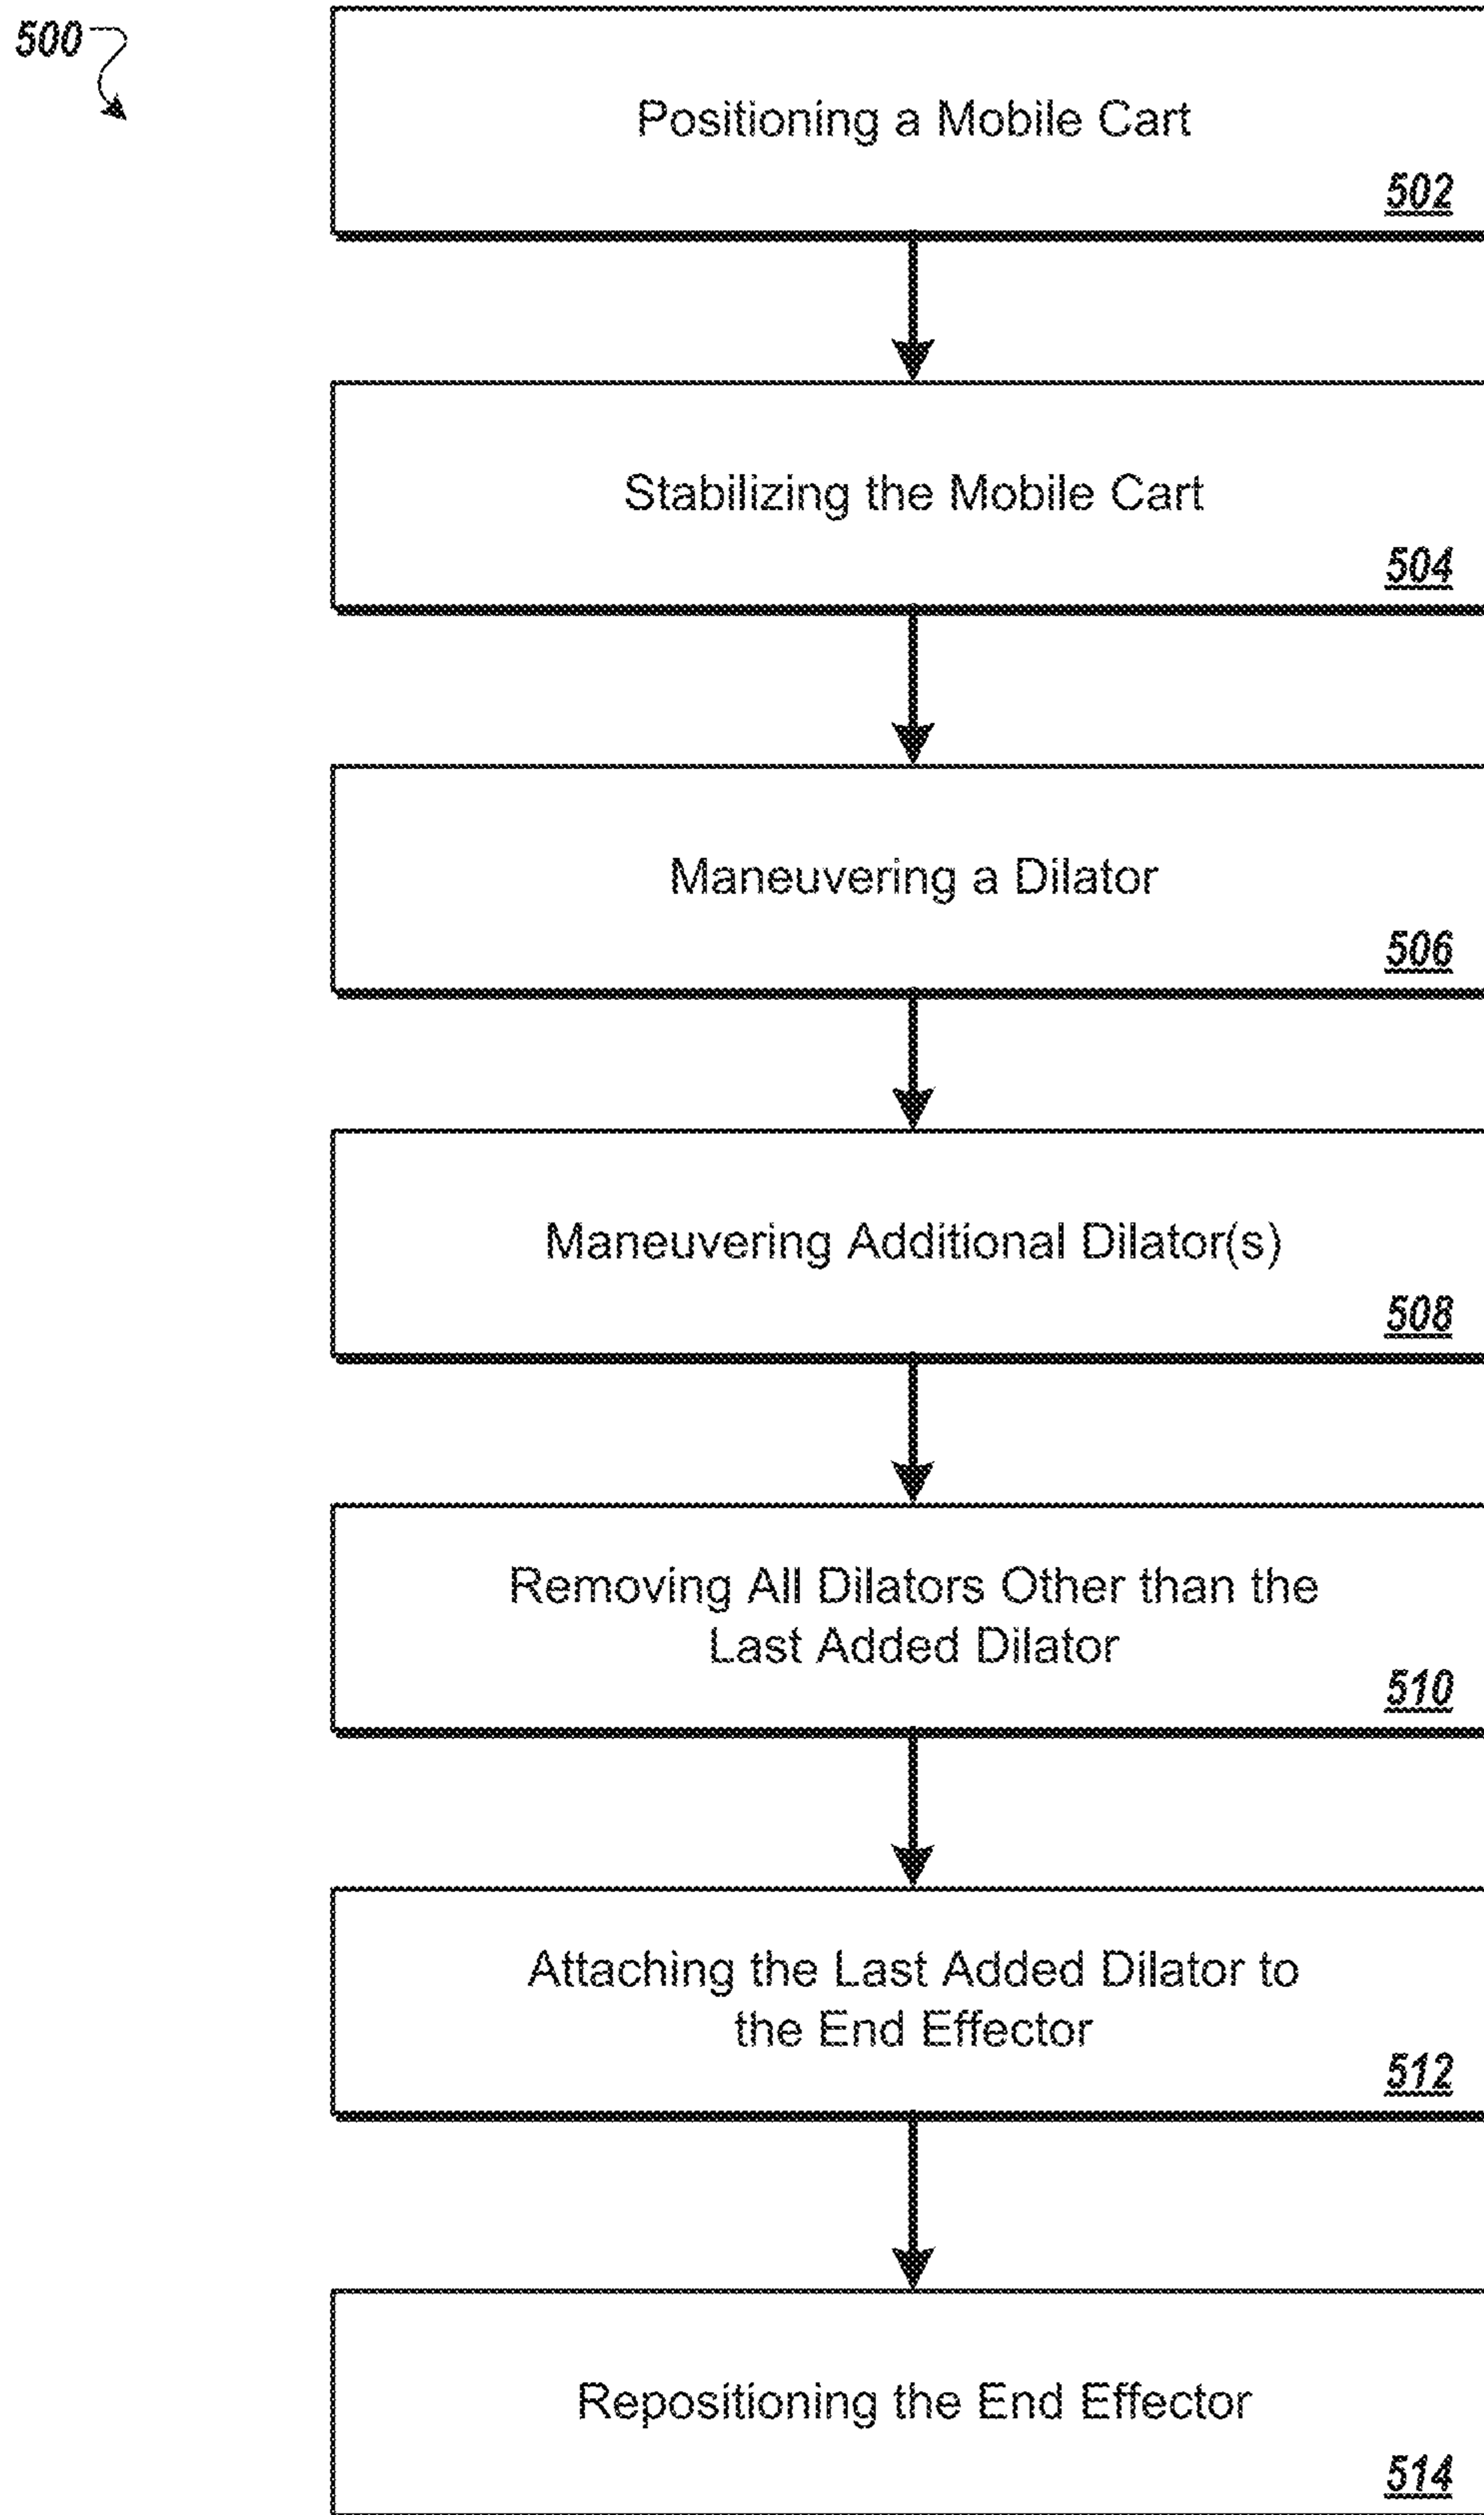 500
Positioning a Mobile Cart
502
Stabilizing the Mobile Cart
504
Maneuvering a Dilator
506
Maneuvering Additional Dilator(s)
508
Removing All Dilators Other than the
Last Added Dilator
510
Attaching the Last Added Dilator to
the End Effector
512
Repositioning the End Effector
514